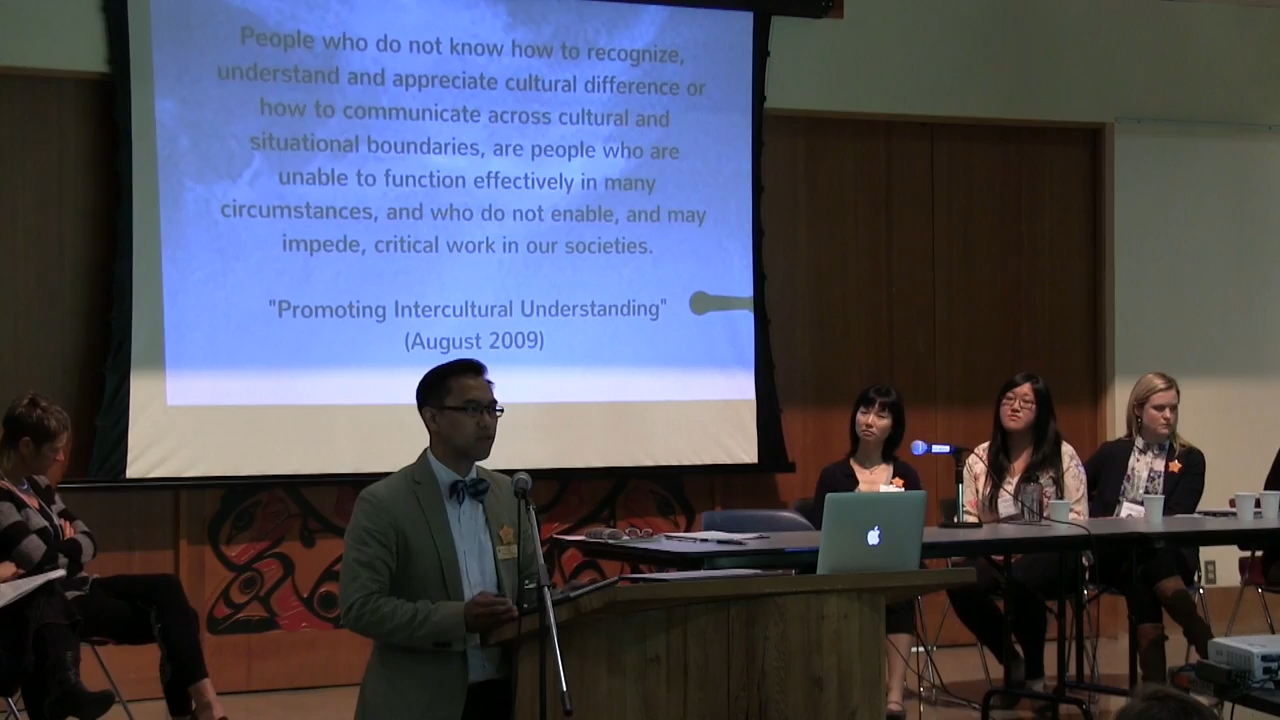 People who do not know how to recognize,
understand and appreciate cultural difference or
how to communicate across cultural and
situational boundaries, are people who are
unable to function effectively in many
circumstances, and who do not enable, and may
impede, critical work in our societies.
"Promoting Intercultural Understanding"
(August 2009)